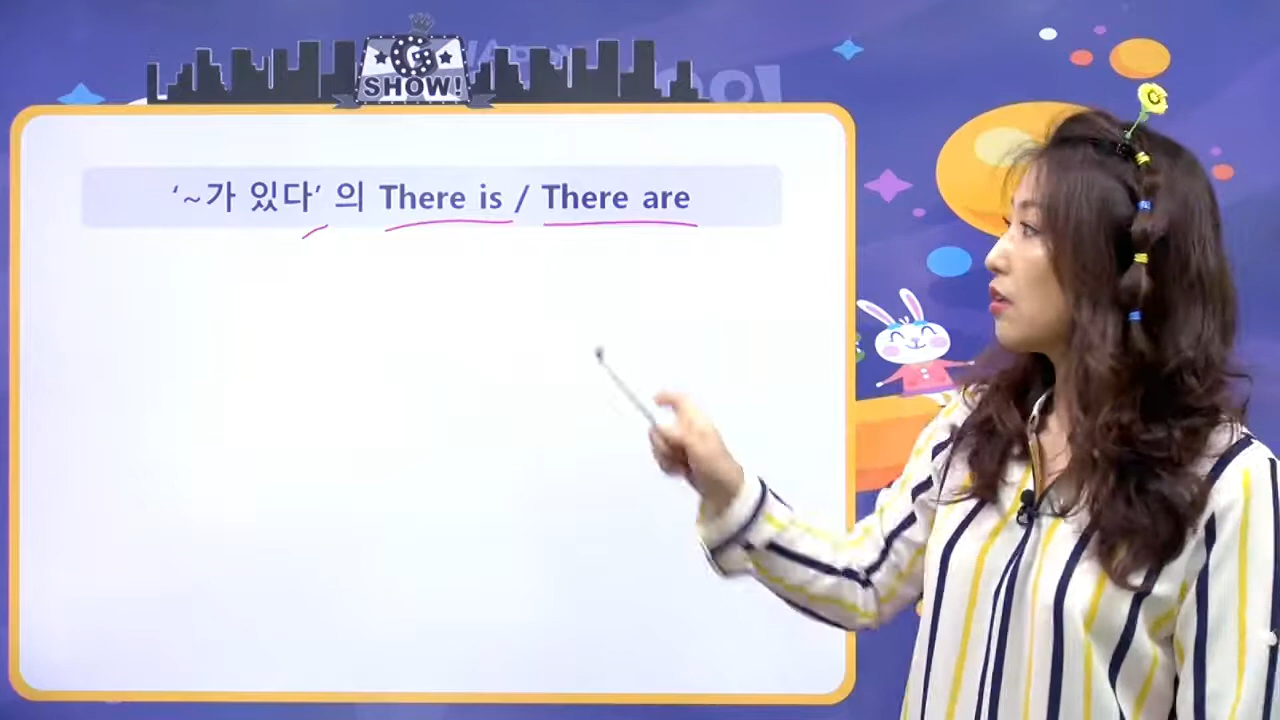 G
SHOW!
‘~가 있다’ 의 There is / There are